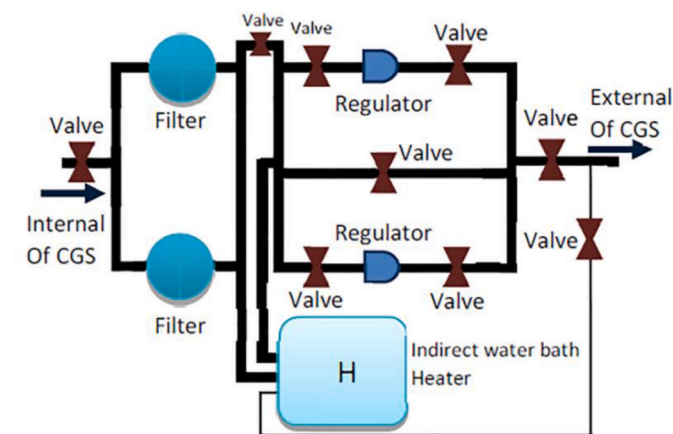 Valve
Valve
Valve
Valve
Filter
Regulator
Valve
External
Of CGS
Valve
Internal
Of CGS
Regulator
Valve
Filter
Valve
Valve
H
Indirect water bath
Heater